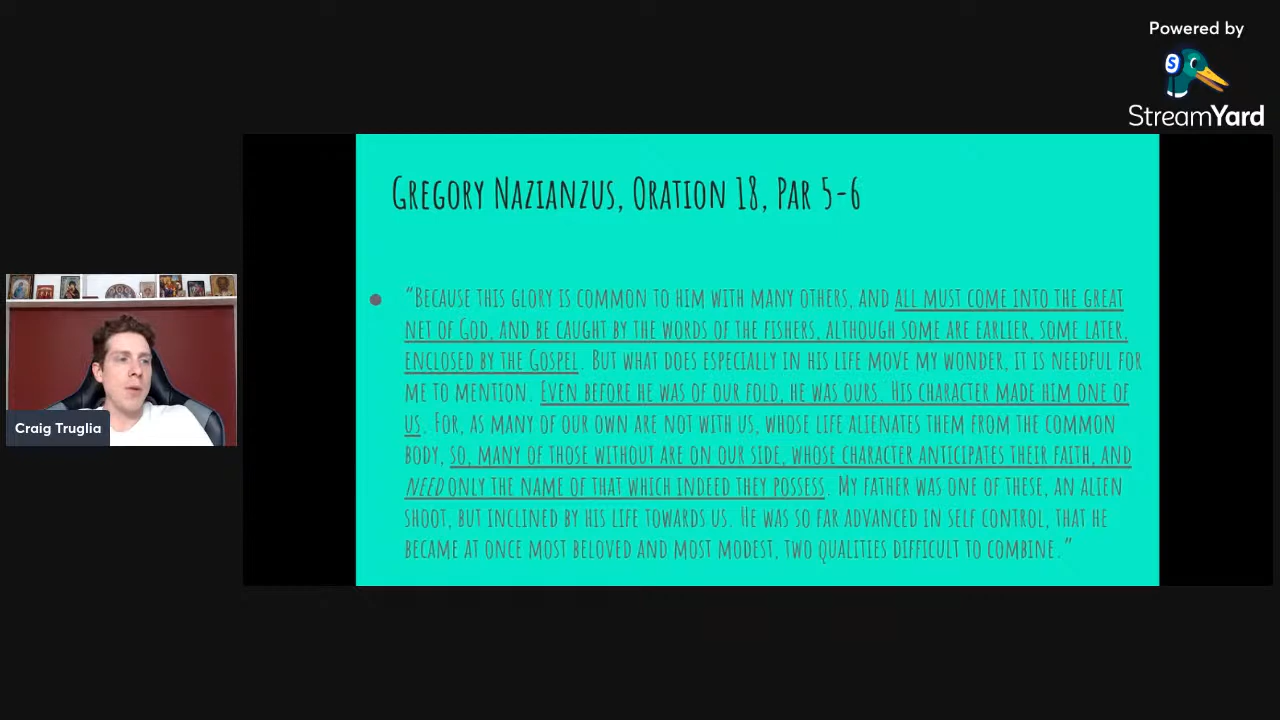 Powered by
S
StreamYard
GREGORY NAZIANZUS, ORATION 18, PAR 5-6
● "BECAUSE THIS GLORY IS COMMON TO HIM WITH MANY OTHERS, AND ALL MUST COME INTO THE GREAT
NET OF GOD, AND BE CAUGHT BY THE WORDS OF THE FISHERS, ALTHOUGH SOME ARE EARLIER, SOME LATER,
ENCLOSED BY THE GOSPEL. BUT WHAT DOES ESPECIALLY IN HIS LIFE MOVE MY WONDER, IT IS NEEDFUL FOR
ME TO MENTION. EVEN BEFORE HE WAS OF OUR FOLD, HE WAS OURS. HIS CHARACTER MADE HIM ONE OF
US. FOR, AS MANY OF OUR OWN ARE NOT WITH US, WHOSE LIFE ALIENATES THEM FROM THE COMMON
BODY, SO, MANY OF THOSE WITHOUT ARE ON OUR SIDE, WHOSE CHARACTER ANTICIPATES THEIR FAITH, AND
NEED ONLY THE NAME OF THAT WHICH INDEED THEY POSSESS. MY FATHER WAS ONE OF THESE, AN ALIEN
SHOOT, BUT INCLINED BY HIS LIFE TOWARDS US. HE WAS SO FAR ADVANCED IN SELF CONTROL, THAT HE
BECAME AT ONCE MOST BELOVED AND MOST MODEST, TWO QUALITIES DIFFICULT TO COMBINE."
Craig Truglia